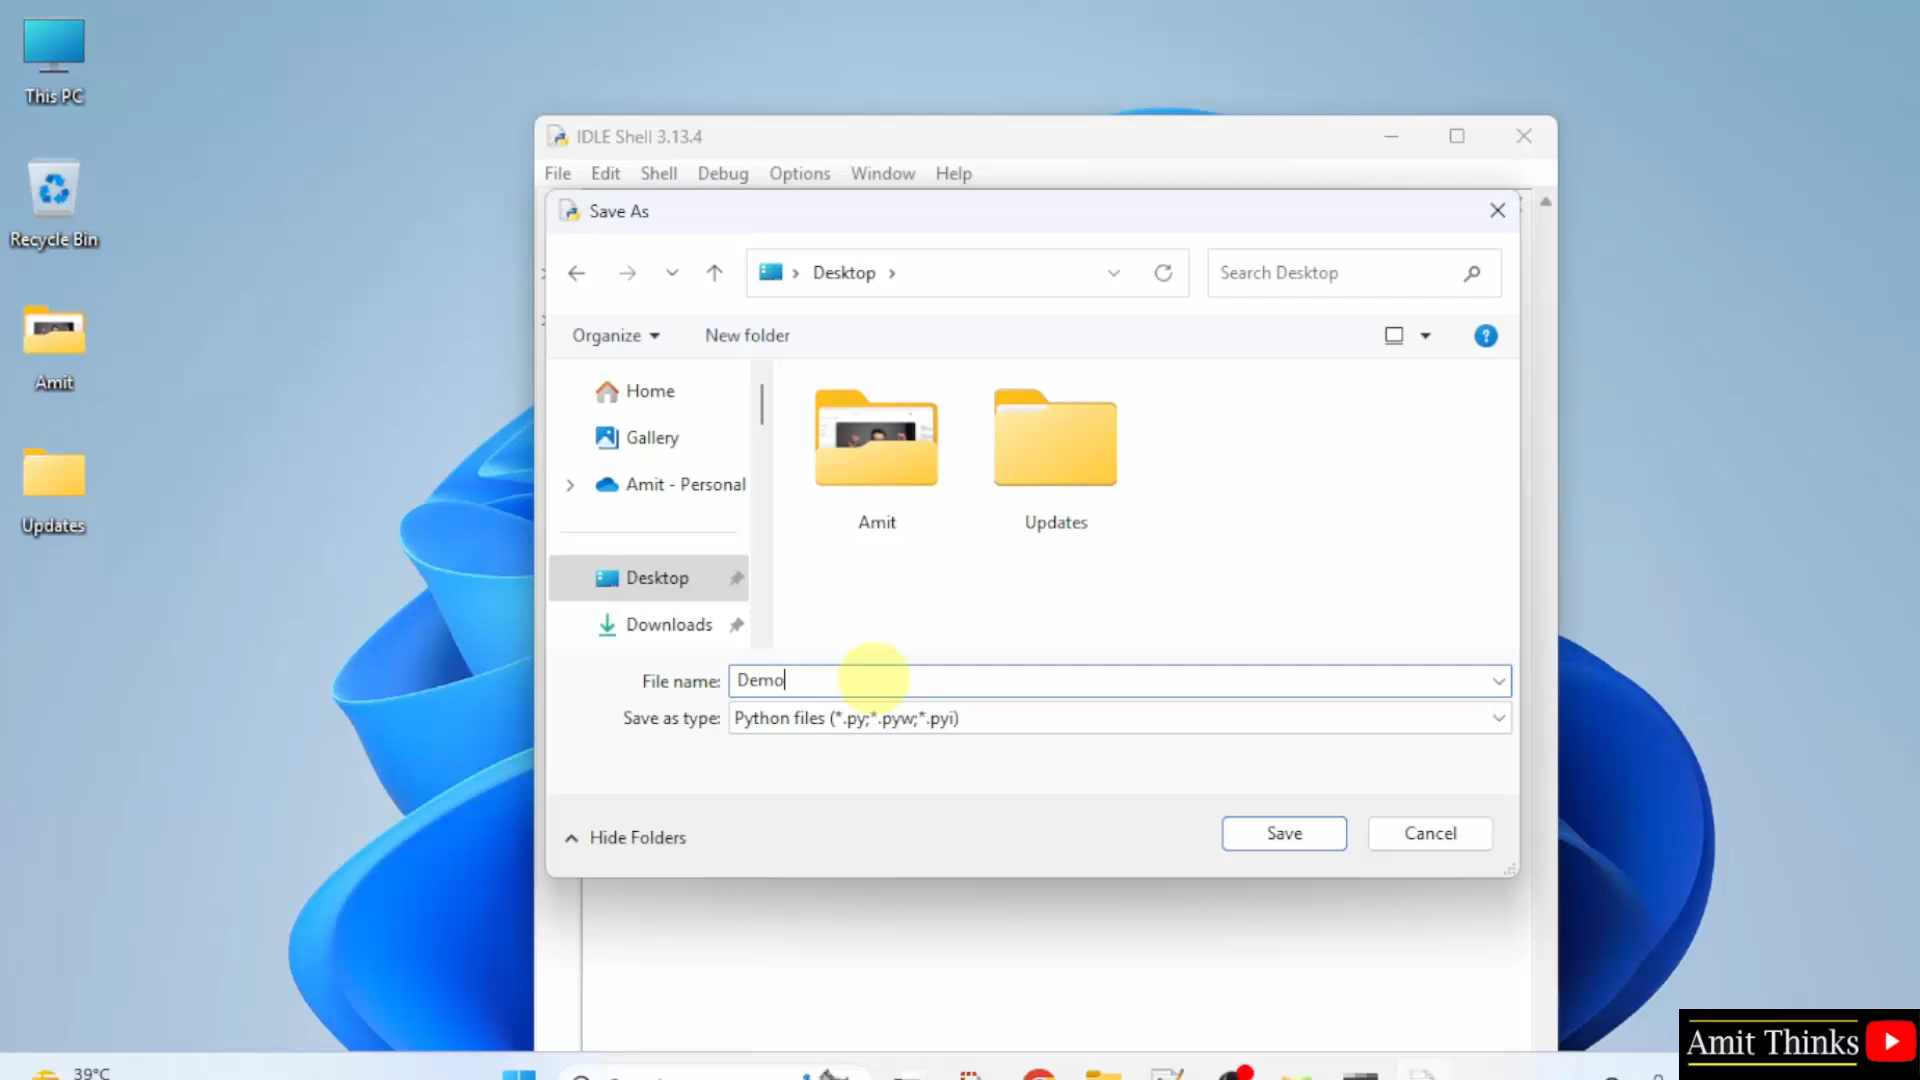 This PC
Recycle Bin
Amit
Updates
IDLE Shell 3.13.4
File Edit Shell Debug Options Window Help
Save As
Desktop
Search Desktop
Organize New folder
Home
Gallery
Amit - Personal
Desktop
Downloads
Amit
Updates
File name: Demo
Save as type: Python files (*.py;*.pyw;*.pyi)
Hide Folders
Save
Cancel
Amit Thinks
39°C